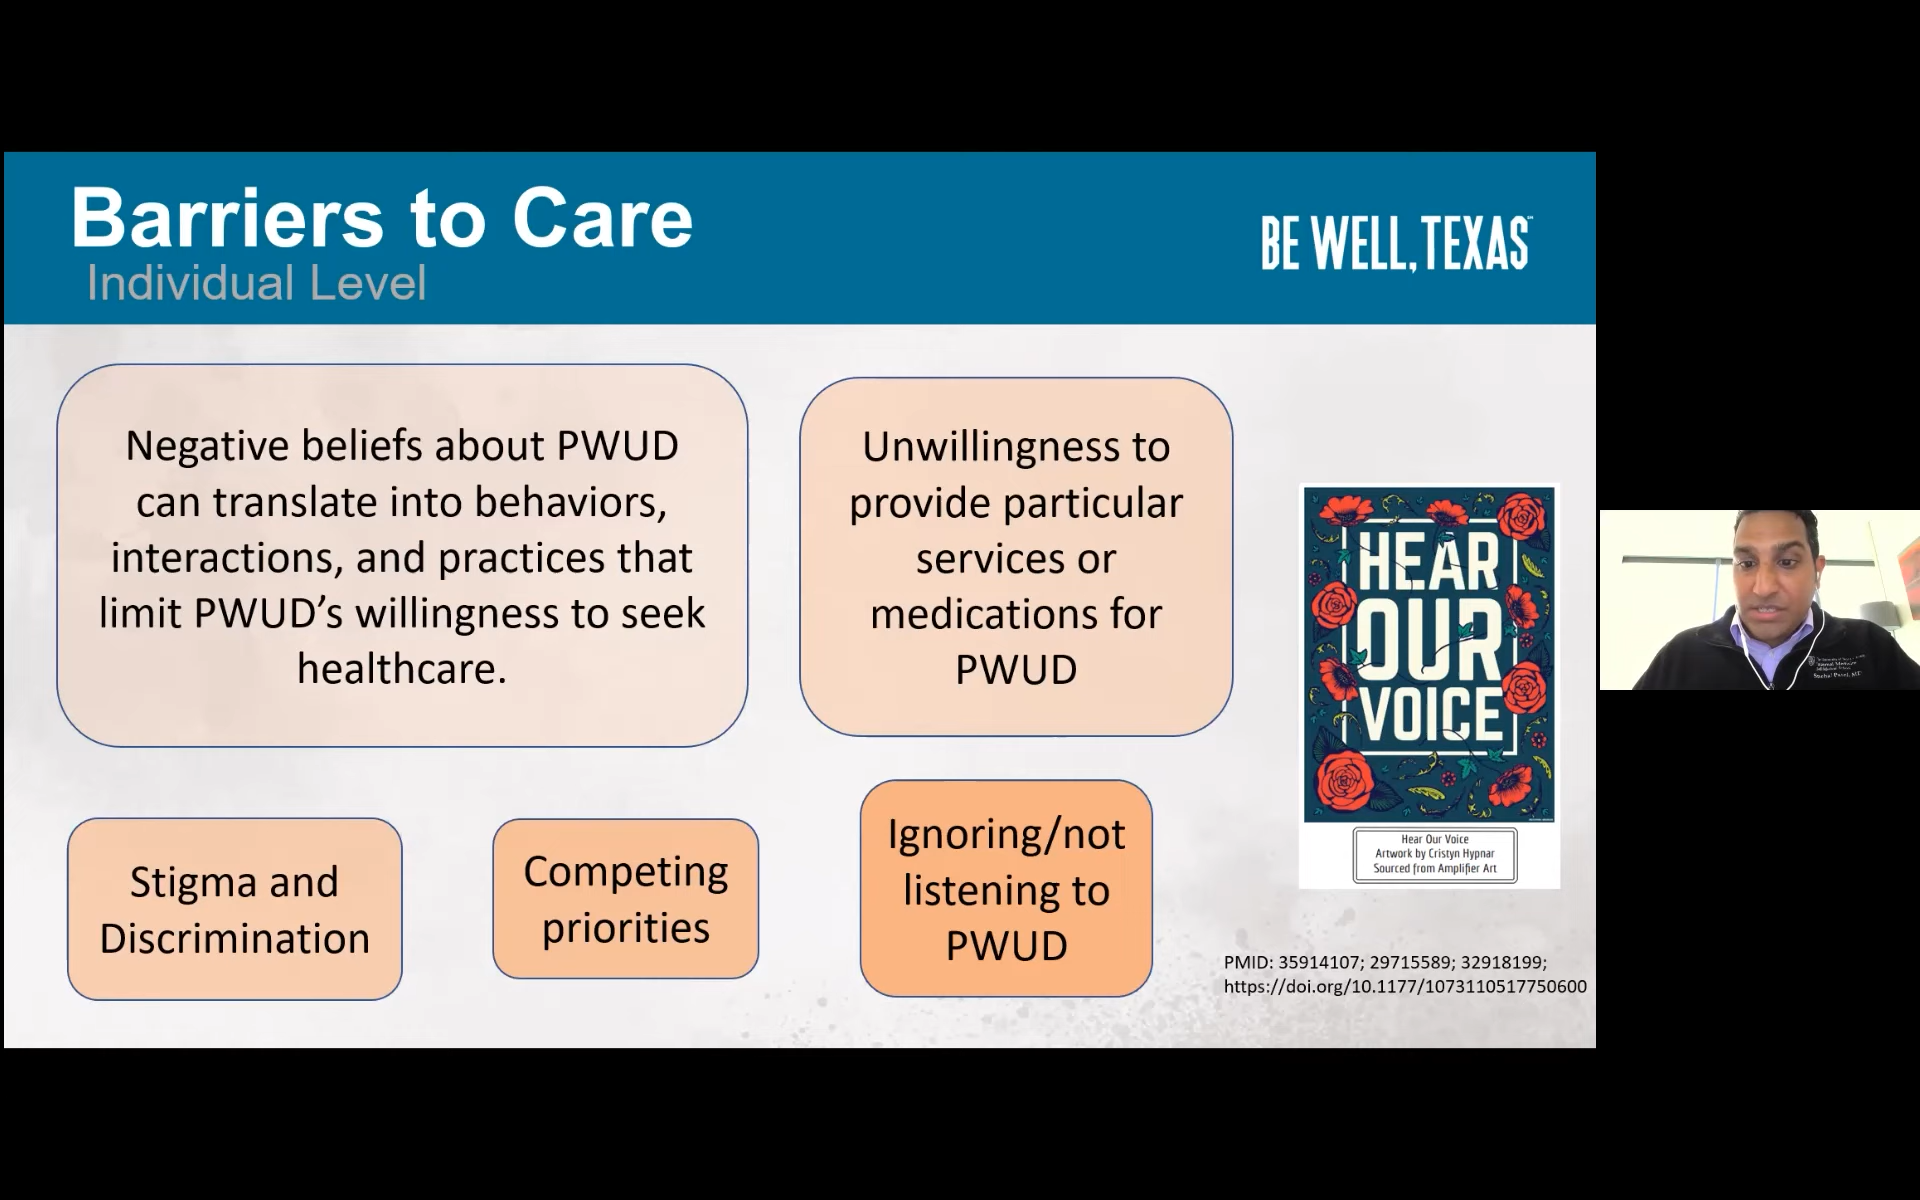 Barriers to Care
Individual Level
BE WELL, TEXAS™
Negative beliefs about PWUD
can translate into behaviors,
interactions, and practices that
limit PWUD’s willingness to seek
healthcare.
Unwillingness to
provide particular
services or
medications for
PWUD
HEAR
OUR
VOICE
Hear Our Voice
Artwork by Cristyn Hypnar
Sourced from Amplifier Art
Stigma and
Discrimination
Competing
priorities
Ignoring/not
listening to
PWUD
PMID: 35914107; 29715589; 32918199;
https://doi.org/10.1177/1073110517750600